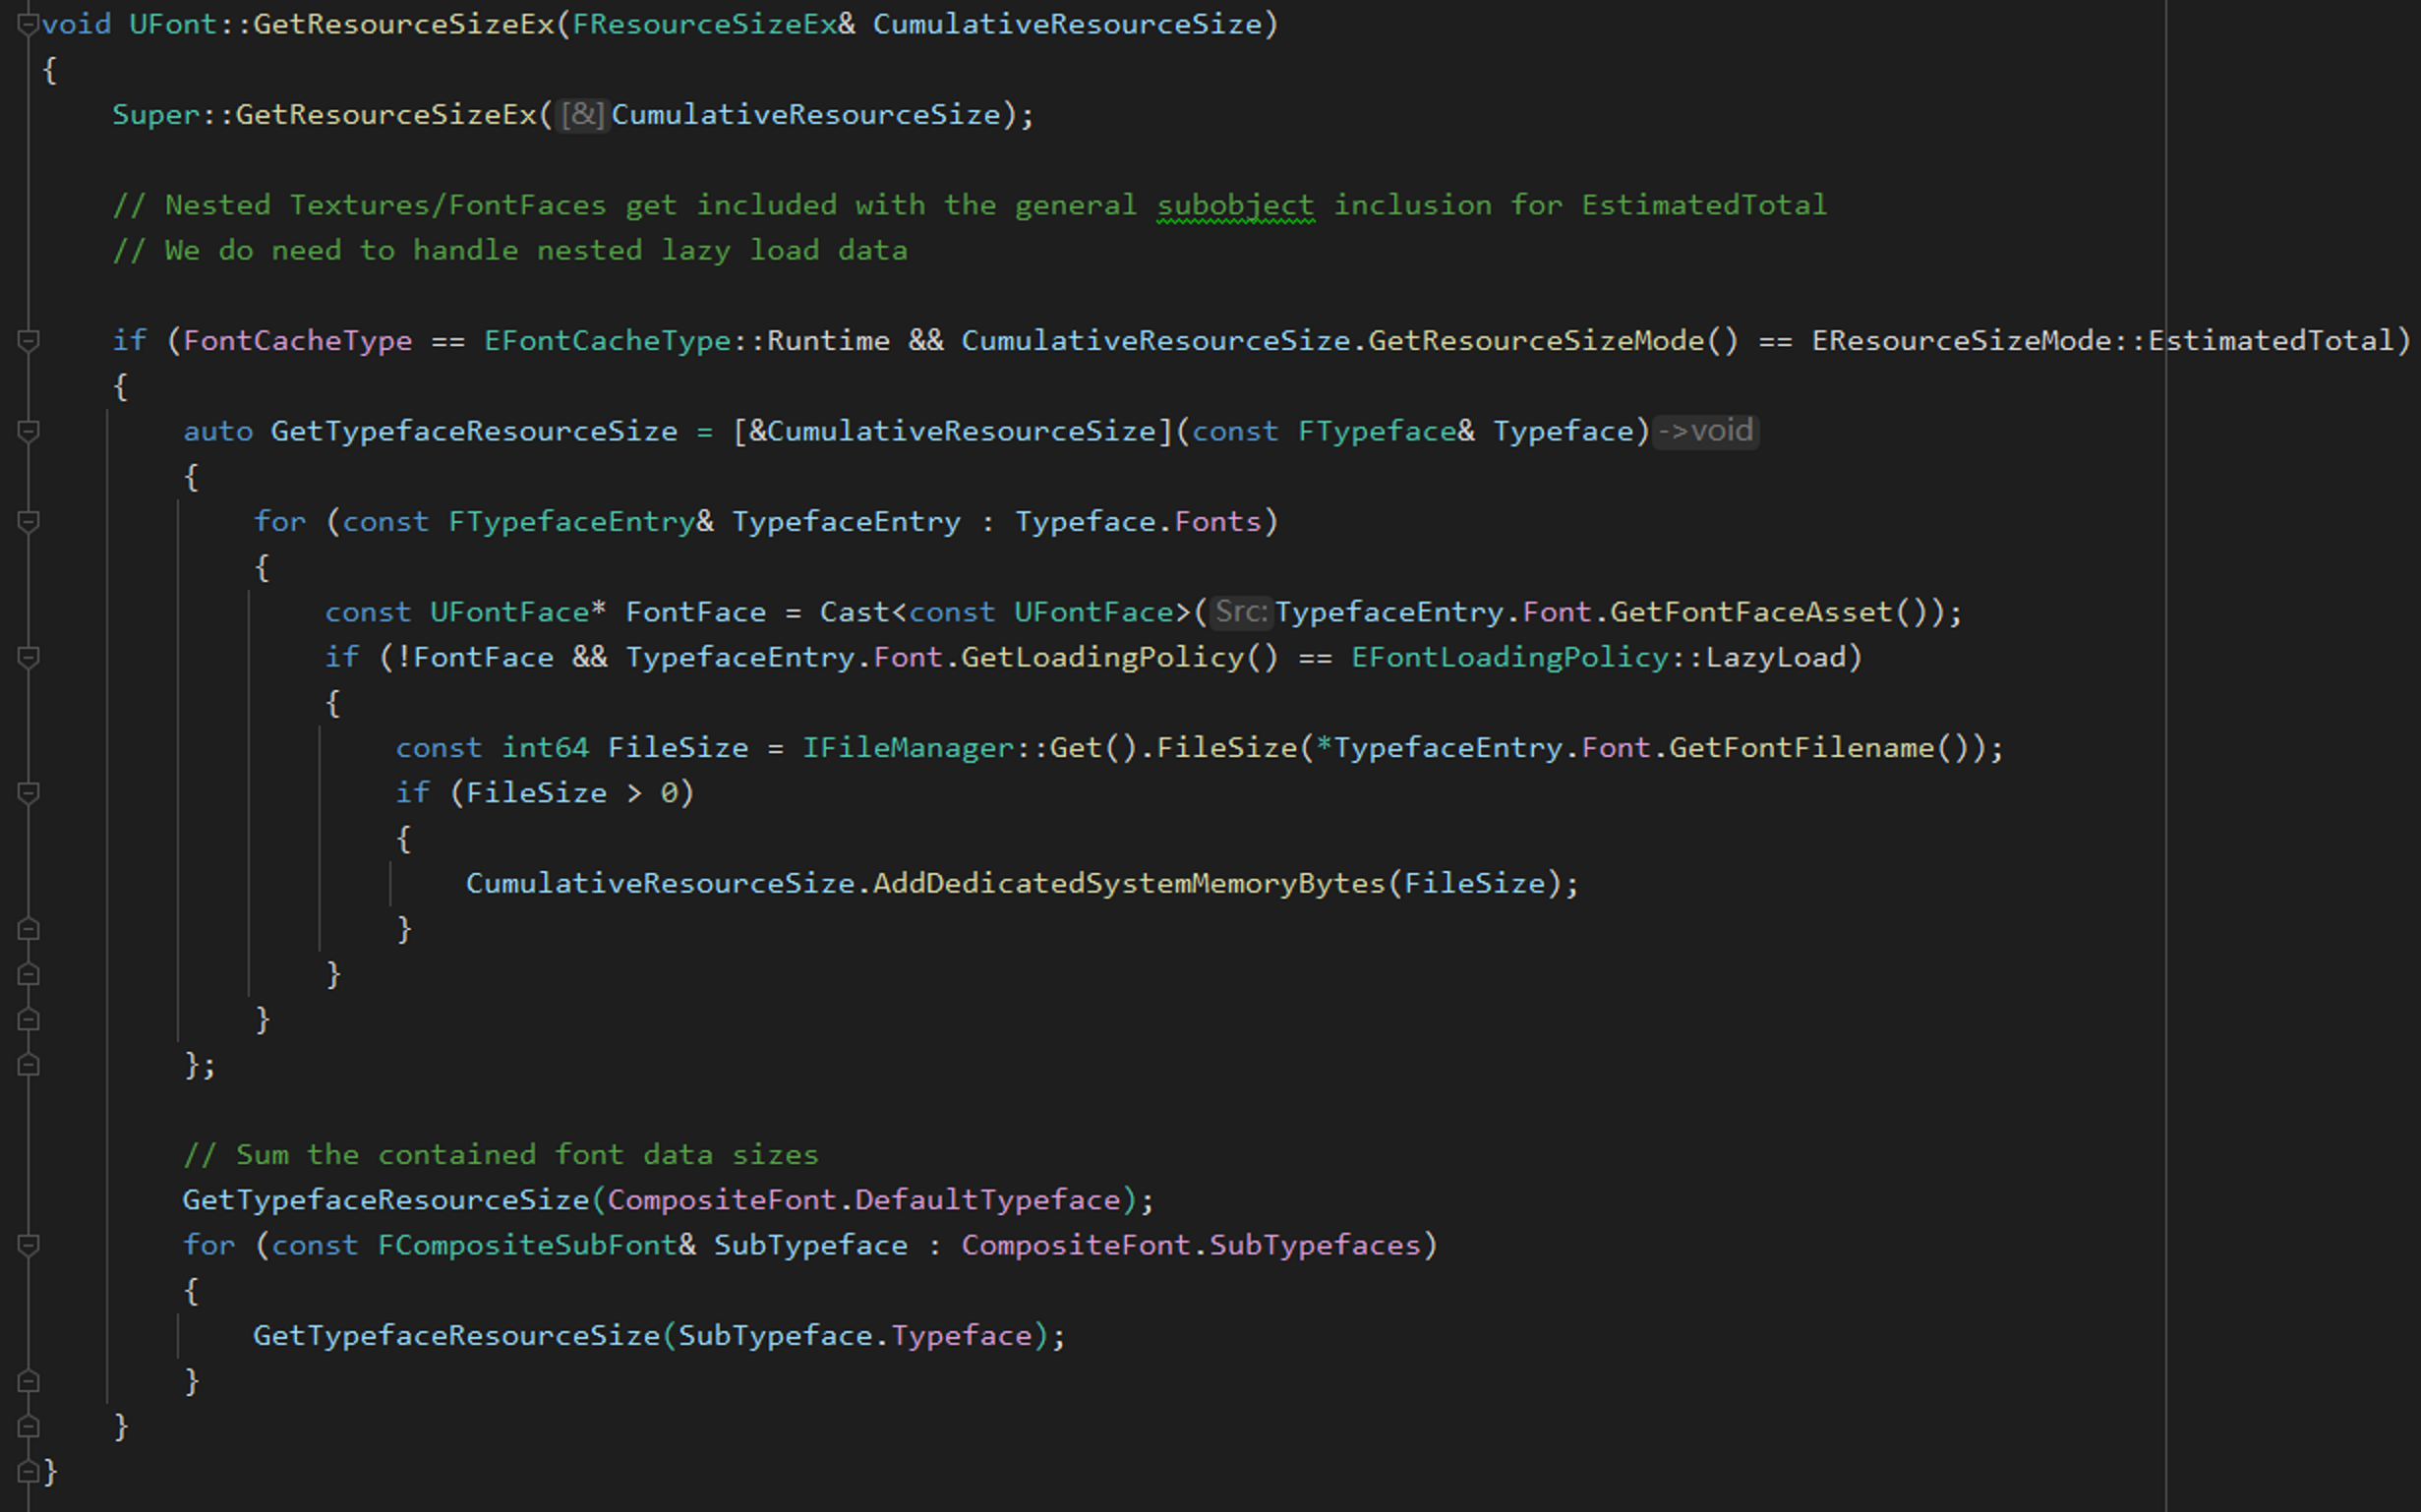 void UFont::GetResourceSizeEx(FResourceSizeEx& CumulativeResourceSize)
{
Super::GetResourceSizeEx([&]CumulativeResourceSize);
// Nested Textures/FontFaces get included with the general subobject inclusion for EstimatedTotal
// We do need to handle nested lazy load data
if (FontCacheType == EFontCacheType::Runtime && CumulativeResourceSize.GetResourceSizeMode() == EResourceSizeMode::EstimatedTotal)
{
auto GetTypefaceResourceSize = [&CumulativeResourceSize](const FTypeface& Typeface)->void
{
for (const FTypefaceEntry& TypefaceEntry : Typeface.Fonts)
{
const UFontFace* FontFace = Cast<const UFontFace>(Src:TypefaceEntry.Font.GetFontFaceAsset());
if (!FontFace && TypefaceEntry.Font.GetLoadingPolicy() == EFontLoadingPolicy::LazyLoad)
{
const int64 FileSize = IFileManager::Get().FileSize(*TypefaceEntry.Font.GetFontFilename());
if (FileSize > 0)
{
CumulativeResourceSize.AddDedicatedSystemMemoryBytes(FileSize);
}
}
}
};
// Sum the contained font data sizes
GetTypefaceResourceSize(CompositeFont.DefaultTypeface);
for (const FCompositeSubFont& SubTypeface : CompositeFont.SubTypefaces)
{
GetTypefaceResourceSize(SubTypeface.Typeface);
}
}
}